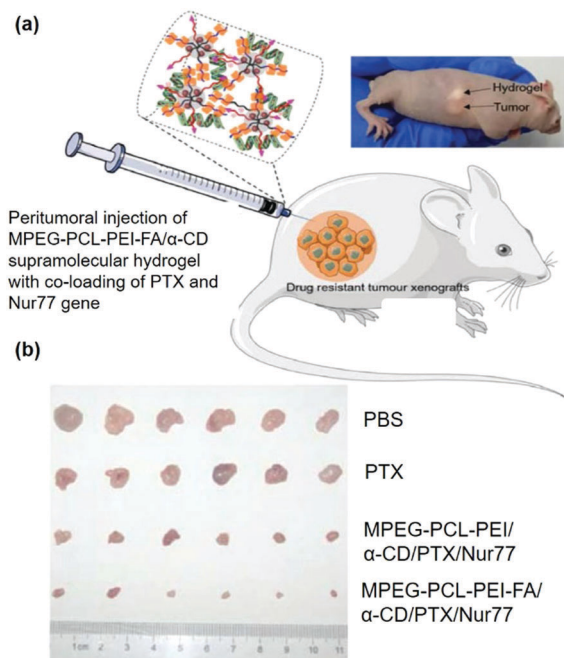 (a)
Hydrogel
Tumor
Peritumoral injection of
MPEG-PCL-PEI-FA/α-CD
supramolecular hydrogel
with co-loading of PTX and
Nur77 gene
Drug resistant tumour xenografts
(b)
PBS
PTX
MPEG-PCL-PEI/
α-CD/PTX/Nur77
MPEG-PCL-PEI-FA/
α-CD/PTX/Nur77
1cm 2 3 4 5 6 7 8 9 10 11